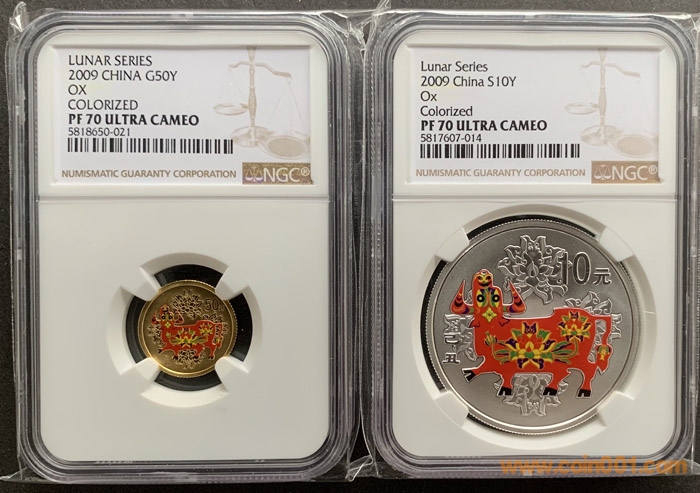 LUNAR SERIES
2009 CHINA G50Y
OX
COLORIZED
PF 70 ULTRA CAMEO
5818650-021
NUMISMATIC GUARANTY CORPORATION NGC®
Lunar Series
2009 China S10Y
Ox
Colorized
PF 70 ULTRA CAMEO
5817607-014
NUMISMATIC GUARANTY CORPORATION NGC®
10元
己丑
www.coin001.com